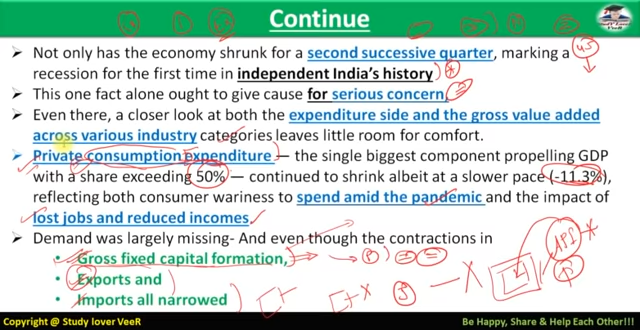 Continue
Not only has the economy shrunk for a second successive quarter, marking a
recession for the first time in independent India's history
This one fact alone ought to give cause for serious concern.
Even there, a closer look at both the expenditure side and the gross value added
across various industry categories leaves little room for comfort.
Private consumption expenditure — the single biggest component propelling GDP
with a share exceeding 50% — continued to shrink albeit at a slower pace (-11.3%),
reflecting both consumer wariness to spend amid the pandemic and the impact of
lost jobs and reduced incomes.
Demand was largely missing- And even though the contractions in
Gross fixed capital formation,
Exports and
Imports all narrowed
Copyright @ Study lover VeeR
Be Happy, Share & Help Each Other!!!